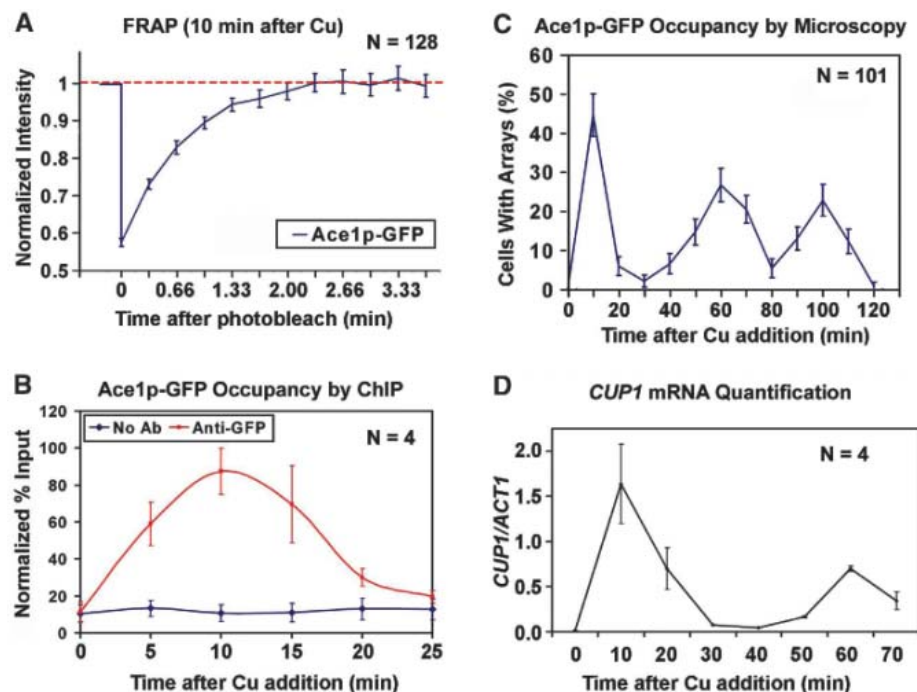 A
FRAP (10 min after Cu)
N = 128
Normalized Intensity
1
0.9
0.8
0.7
0.6
0.5
Ace1p-GFP
0 0.66 1.33 2.00 2.66 3.33
Time after photobleach (min)
B
Ace1p-GFP Occupancy by ChIP
No Ab Anti-GFP
N = 4
Normalized % Input
120
100
80
60
40
20
0
0 5 10 15 20 25
Time after Cu addition (min)
C
Ace1p-GFP Occupancy by Microscopy
N = 101
Cells With Arrays (%)
60
50
40
30
20
10
0
0 20 40 60 80 100 120
Time after Cu addition (min)
D
CUP1 mRNA Quantification
N = 4
CUP1/ACT1
2.0
1.5
1.0
0.5
0
0 10 20 30 40 50 60 70
Time after Cu addition (min)